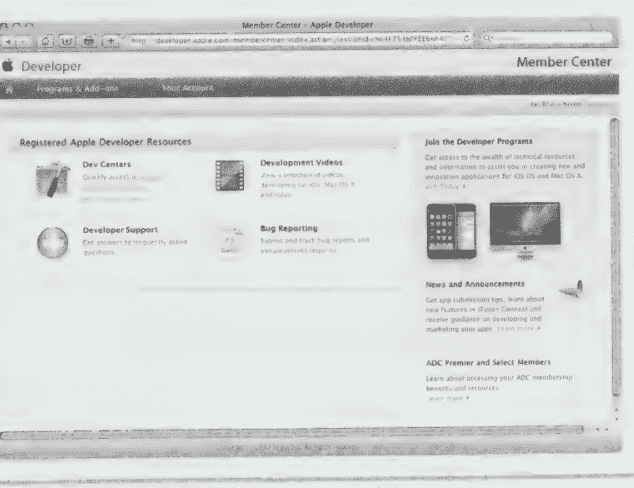 Member Center - Apple Developer
Developer
Member Center
Programs & Add-ons
Your Account
Registered Apple Developer Resources
Dev Centers
Quickly access
Development Videos
View a selection of videos
developing for iOS, Mac OS X
and Safari
Developer Support
Get answers to frequently asked
questions.
Bug Reporting
Submit and track bug reports and
enhancement requests
Join the Developer Programs
Get access to the wealth of technical resources
and information to assist you in creating new and
innovative applications for iOS and Mac OS X.
News and Announcements
Get app submission tips, learn about
new features in iTunes Connect and
receive guidance on developing and
marketing your apps. Learn more
ADC Premier and Select Members
Learn about accessing your ADC membership
benefits and resources
Learn more